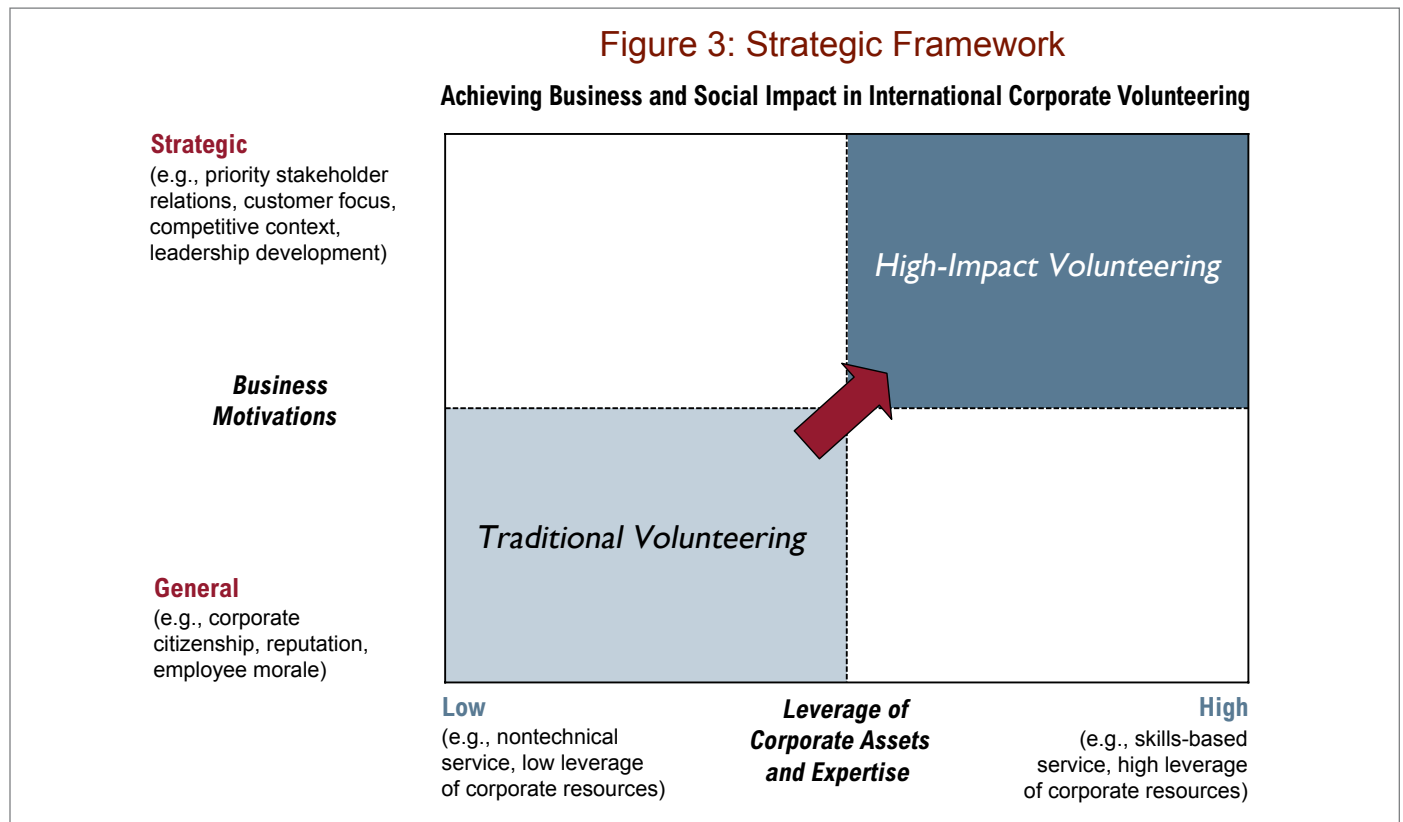 Figure 3: Strategic Framework
Achieving Business and Social Impact in International Corporate Volunteering
Strategic
(e.g., priority stakeholder
relations, customer focus,
competitive context,
leadership development)
High-Impact Volunteering
Business
Motivations
Traditional Volunteering
General
(e.g., corporate
citizenship, reputation,
employee morale)
Low
(e.g., nontechnical
service, low leverage
of corporate resources)
Leverage of
Corporate Assets
and Expertise
High
(e.g., skills-based
service, high leverage
of corporate resources)